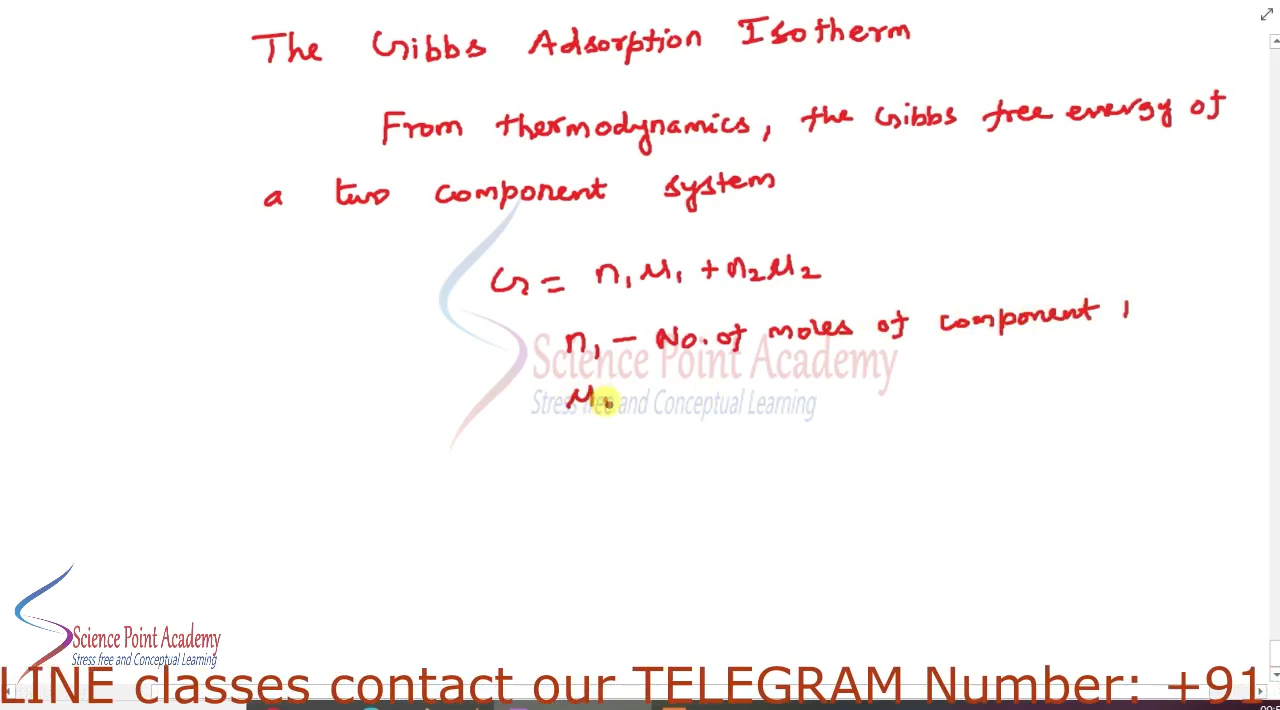 The Gibbs Adsorption Isotherm
From thermodynamics, the Gibbs free energy of
a two component system
G = n₁μ₁ + n₂μ₂
n₁ – No. of moles of component 1
Science Point Academy
μ₁
Stress free and Conceptual Learning
Science Point Academy
Stress free and Conceptual Learning
LINE classes contact our TELEGRAM Number: +91